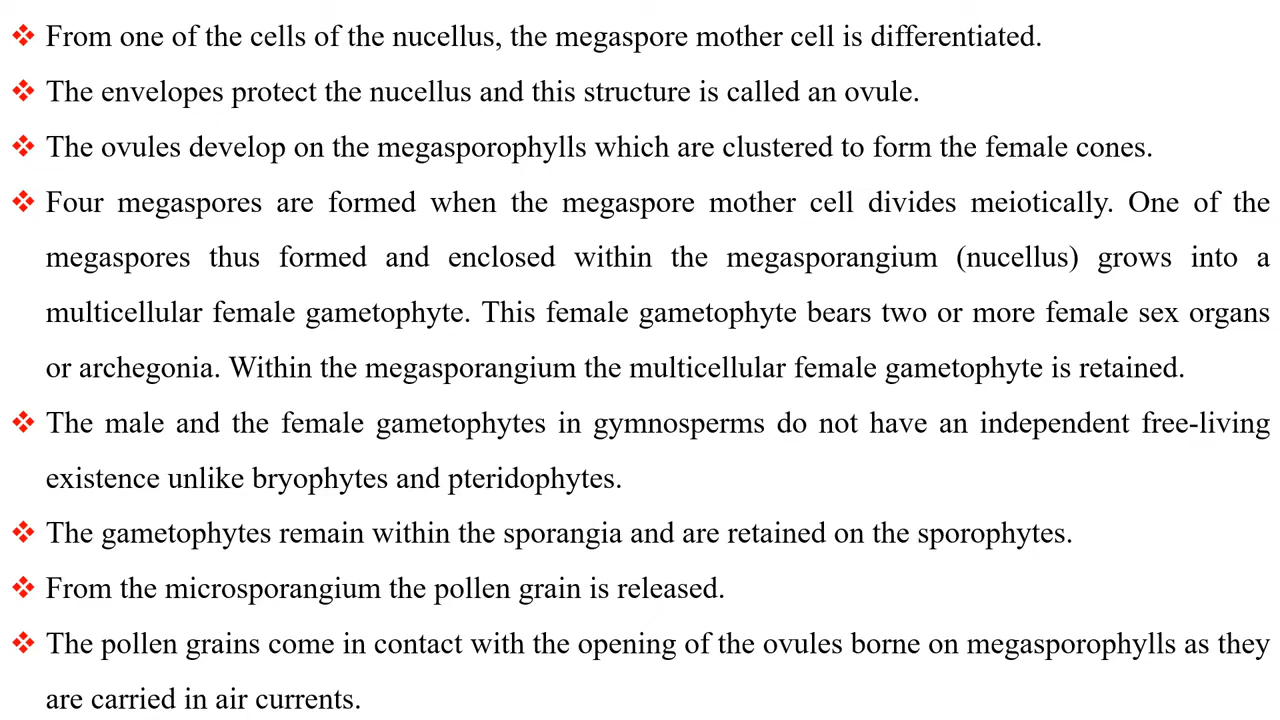 ❖ From one of the cells of the nucellus, the megaspore mother cell is differentiated.
❖ The envelopes protect the nucellus and this structure is called an ovule.
❖ The ovules develop on the megasporophylls which are clustered to form the female cones.
❖ Four megaspores are formed when the megaspore mother cell divides meiotically. One of the
megaspores thus formed and enclosed within the megasporangium (nucellus) grows into a
multicellular female gametophyte. This female gametophyte bears two or more female sex organs
or archegonia. Within the megasporangium the multicellular female gametophyte is retained.
❖ The male and the female gametophytes in gymnosperms do not have an independent free-living
existence unlike bryophytes and pteridophytes.
❖ The gametophytes remain within the sporangia and are retained on the sporophytes.
❖ From the microsporangium the pollen grain is released.
❖ The pollen grains come in contact with the opening of the ovules borne on megasporophylls as they
are carried in air currents.